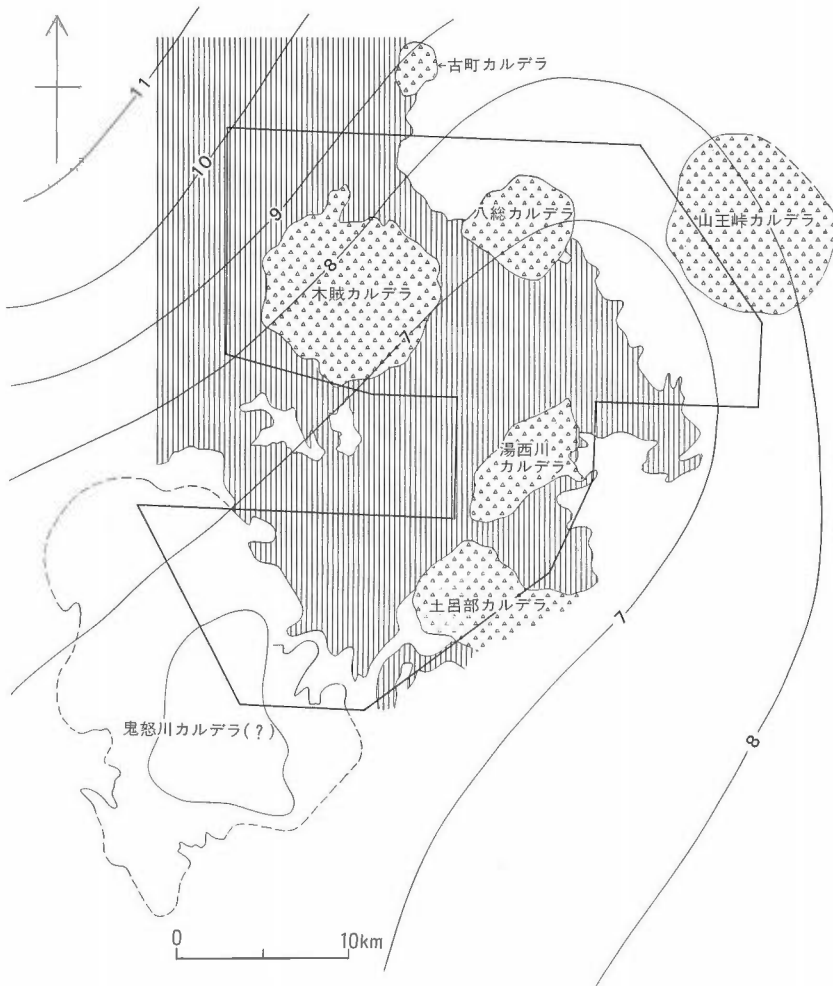 ←古町カルデラ
11
10
9
八総カルデラ
山王峠カルデラ
8
木賊カルデラ
7
湯西川
カルデラ
土呂部カルデラ
7
鬼怒川カルデラ(?)
8
0
10km